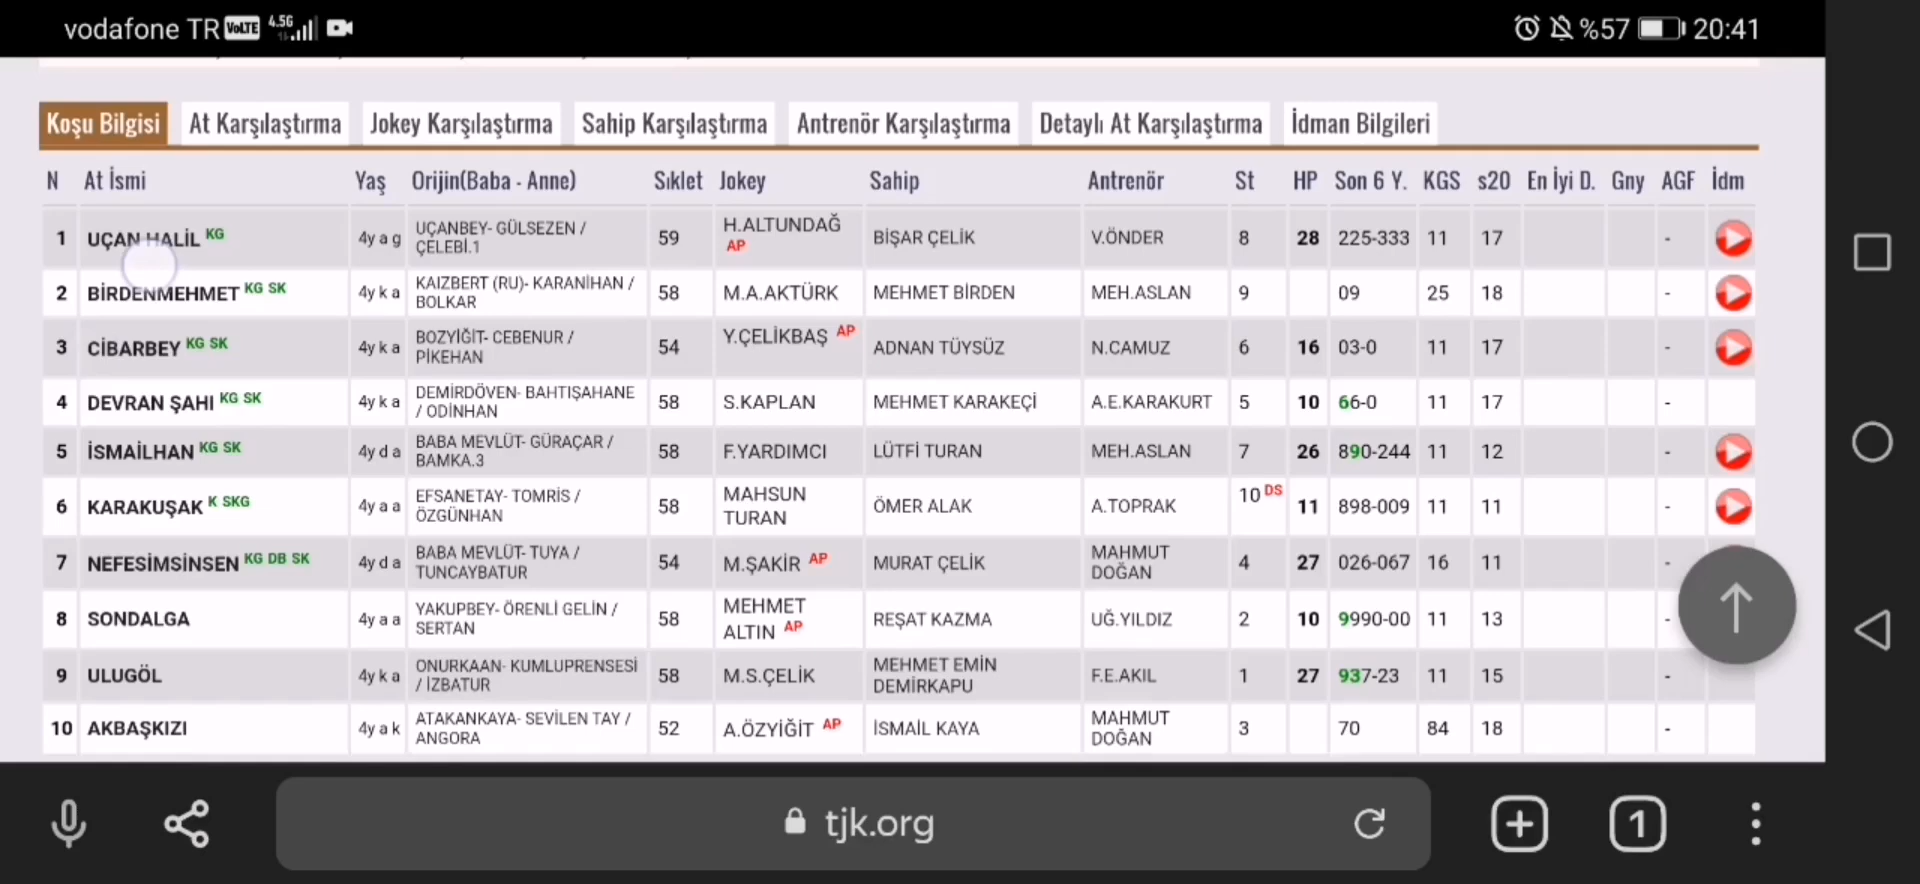 vodafone TR VoLTE 4.5G %57 20:41
Koşu Bilgisi At Karşılaştırma Jokey Karşılaştırma Sahip Karşılaştırma Antrenör Karşılaştırma Detaylı At Karşılaştırma İdman Bilgileri
N At İsmi Yaş Orijin(Baba - Anne) Sıklet Jokey Sahip Antrenör St HP Son 6 Y. KGS s20 En İyi D. Gny AGF İdm
1 UÇAN HALİL KG 4y a g UÇANBEY- GÜLSEZEN / ÇELEBİ.1 59 H.ALTUNDAĞ AP BİŞAR ÇELİK V.ÖNDER 8 28 225-333 11 17 -
2 BİRDENMEHMET KG SK 4y k a KAIZBERT (RU)- KARANİHAN / BOLKAR 58 M.A.AKTÜRK MEHMET BİRDEN MEH.ASLAN 9 09 25 18 -
3 CİBARBEY KG SK 4y k a BOZYİĞİT- CEBENUR / PİKEHAN 54 Y.ÇELİKBAŞ AP ADNAN TÜYSÜZ N.CAMUZ 6 16 03-0 11 17 -
4 DEVRAN ŞAHI KG SK 4y k a DEMİRDÖVEN- BAHTIŞAHANE / ODİNHAN 58 S.KAPLAN MEHMET KARAKEÇİ A.E.KARAKURT 5 10 66-0 11 17 -
5 İSMAİLHAN KG SK 4y d a BABA MEVLÜT- GÜRAÇAR / BAMKA.3 58 F.YARDIMCI LÜTFİ TURAN MEH.ASLAN 7 26 890-244 11 12 -
6 KARAKUŞAK K SKG 4y a a EFSANETAY- TOMRİS / ÖZGÜNHAN 58 MAHSUN TURAN ÖMER ALAK A.TOPRAK 10 DS 11 898-009 11 11 -
7 NEFESİMSİNSEN KG DB SK 4y d a BABA MEVLÜT- TUYA / TUNCAYBATUR 54 M.ŞAKİR AP MURAT ÇELİK MAHMUT DOĞAN 4 27 026-067 16 11 -
8 SONDALGA 4y a a YAKUPBEY- ÖRENLİ GELİN / SERTAN 58 MEHMET ALTIN AP REŞAT KAZMA UĞ.YILDIZ 2 10 9990-00 11 13 -
9 ULUGÖL 4y k a ONURKAAN- KUMLUPRENSESİ / İZBATUR 58 M.S.ÇELİK MEHMET EMİN DEMİRKAPU F.E.AKIL 1 27 937-23 11 15 -
10 AKBAŞKIZI 4y a k ATAKANKAYA- SEVİLEN TAY / ANGORA 52 A.ÖZYİĞİT AP İSMAİL KAYA MAHMUT DOĞAN 3 70 84 18 -
tjk.org 1